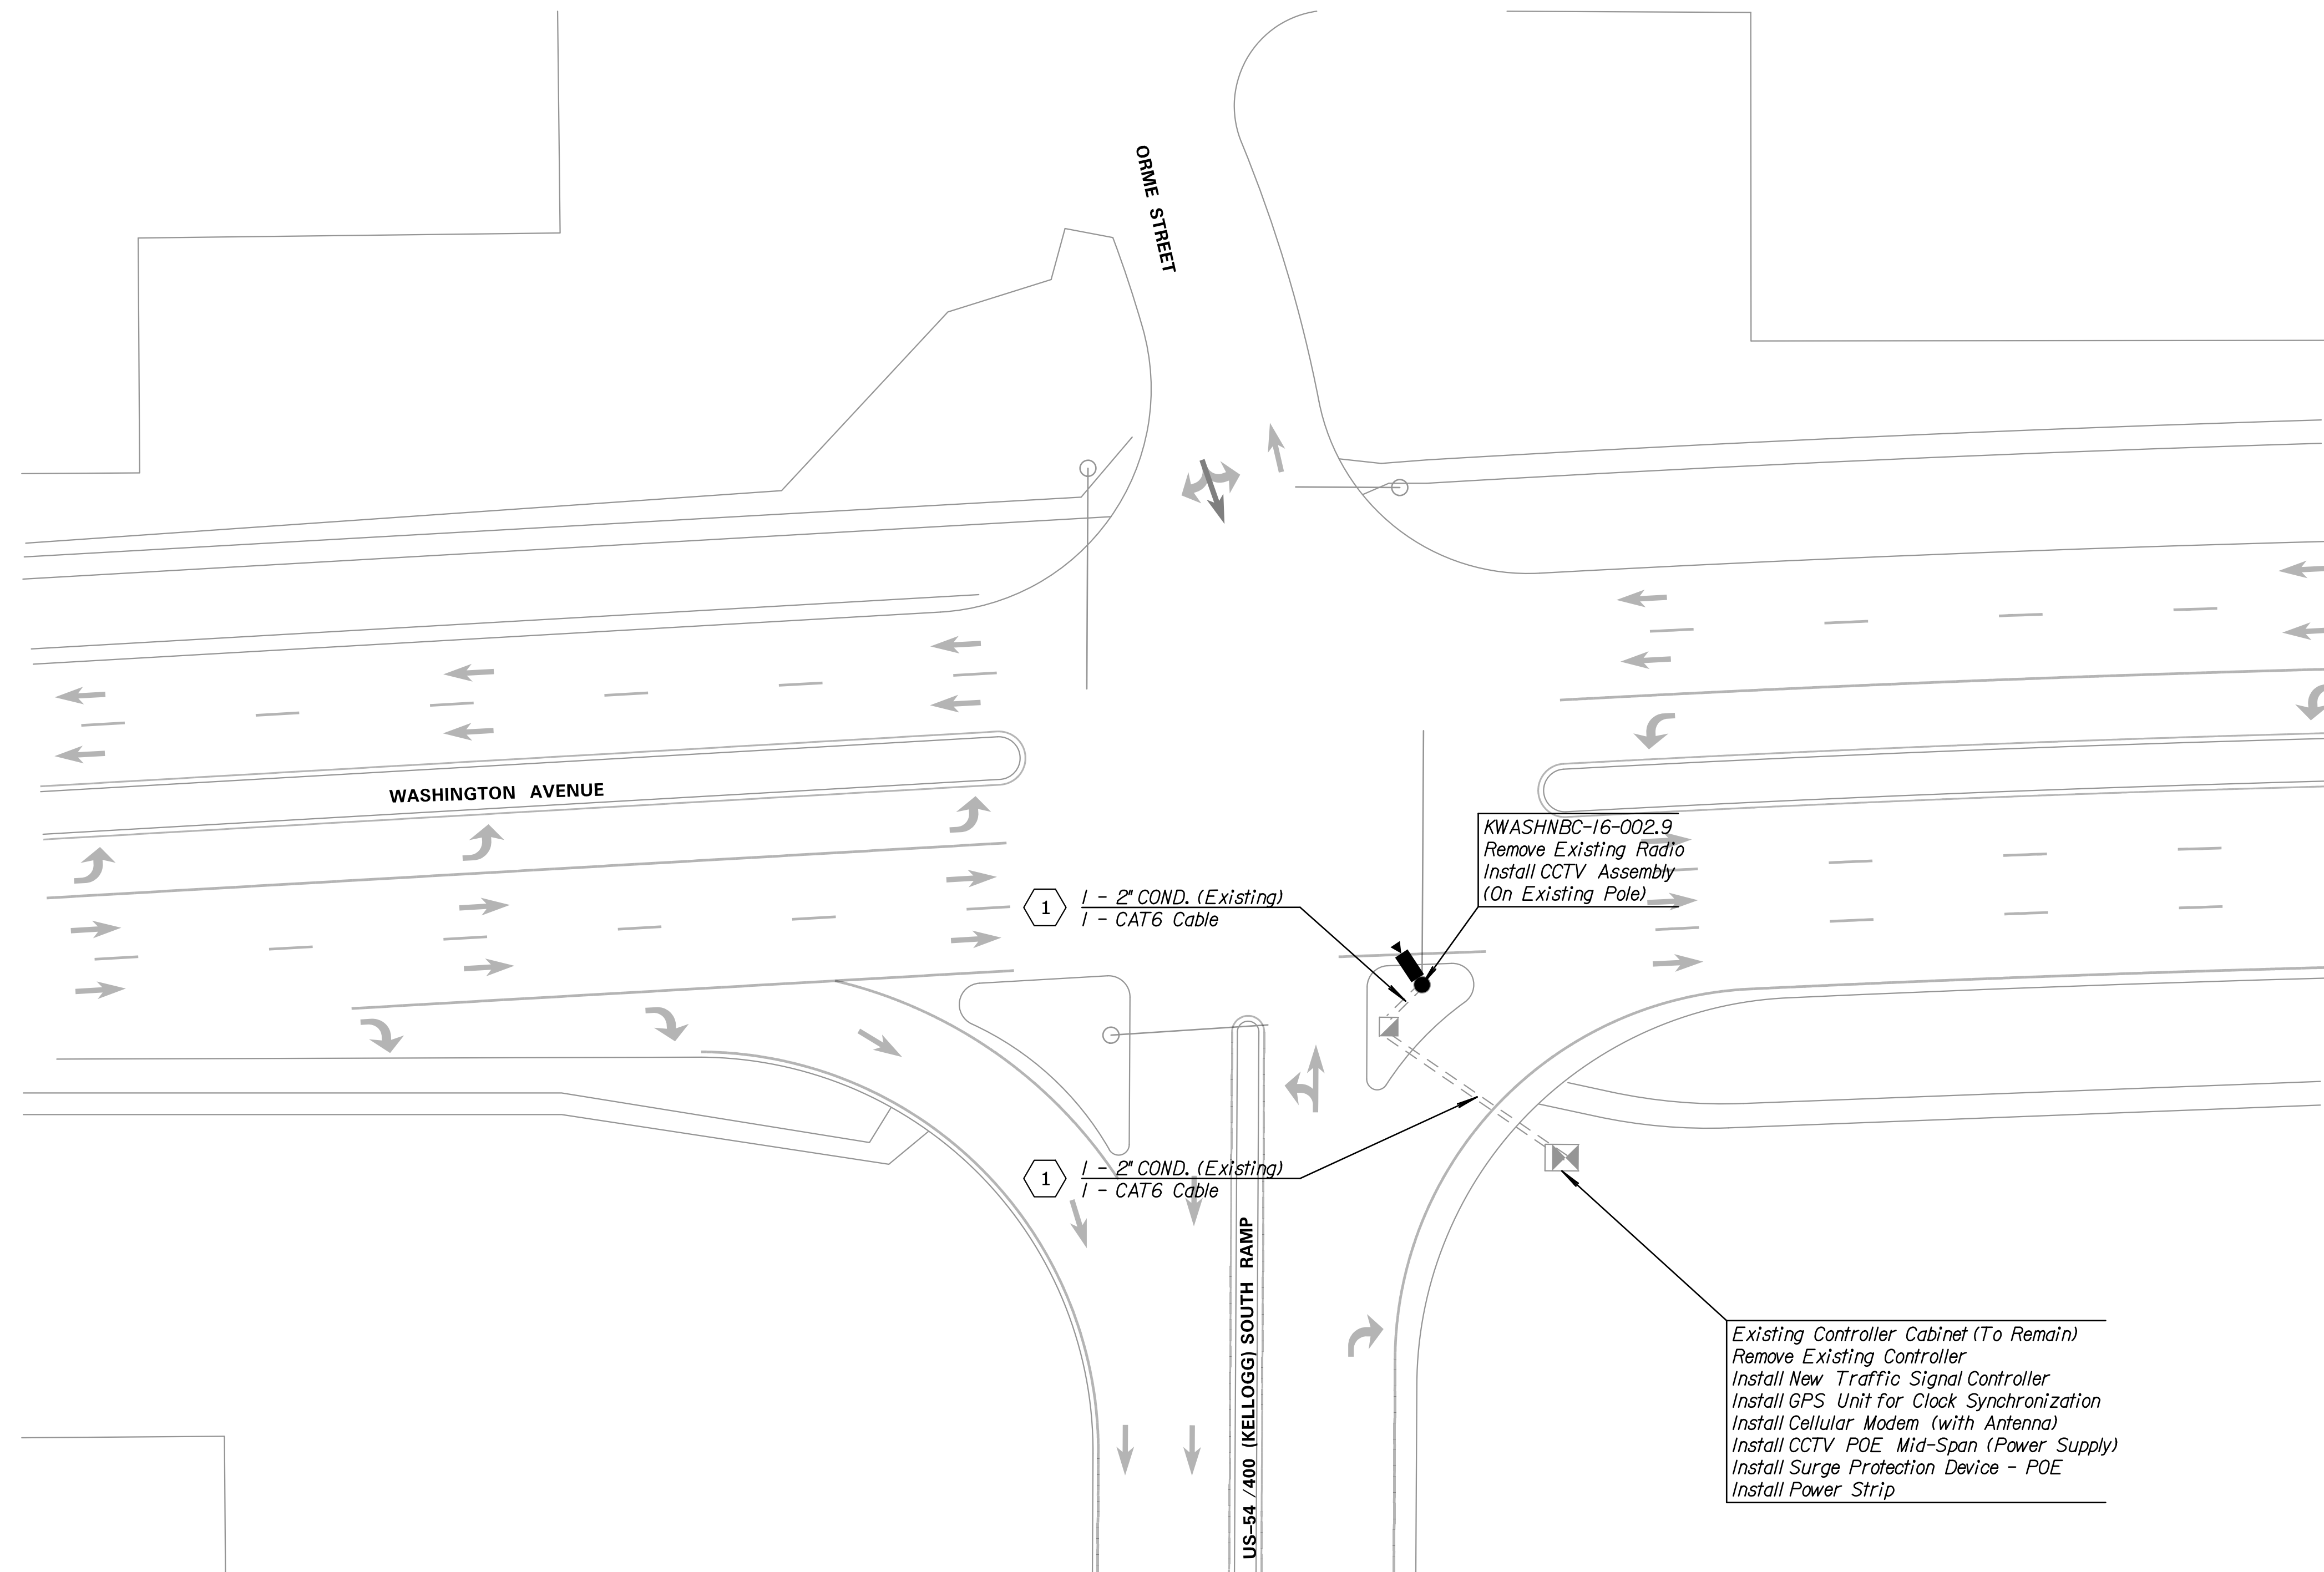 ORME STREET
WASHINGTON AVENUE
KWASHNBC-16-002.9
Remove Existing Radio
Install CCTV Assembly
(On Existing Pole)
1
1 - 2" COND. (Existing)
1 - CAT6 Cable
1
1 - 2" COND. (Existing)
1 - CAT6 Cable
US-54 /400 (KELLOGG) SOUTH RAMP
Existing Controller Cabinet (To Remain)
Remove Existing Controller
Install New Traffic Signal Controller
Install GPS Unit for Clock Synchronization
Install Cellular Modem (with Antenna)
Install CCTV POE Mid-Span (Power Supply)
Install Surge Protection Device - POE
Install Power Strip